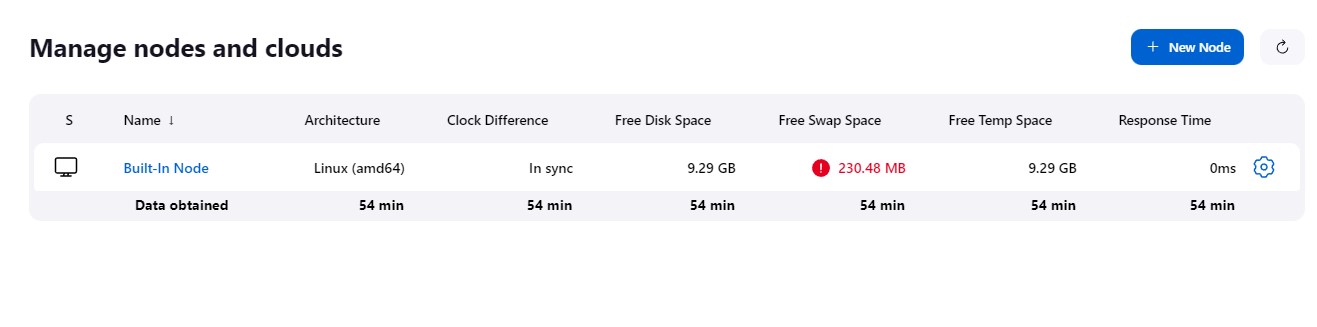 Manage nodes and clouds
+ New Node
S Name ↓ Architecture Clock Difference Free Disk Space Free Swap Space Free Temp Space Response Time
Built-In Node Linux (amd64) In sync 9.29 GB 230.48 MB 9.29 GB 0ms
Data obtained 54 min 54 min 54 min 54 min 54 min 54 min